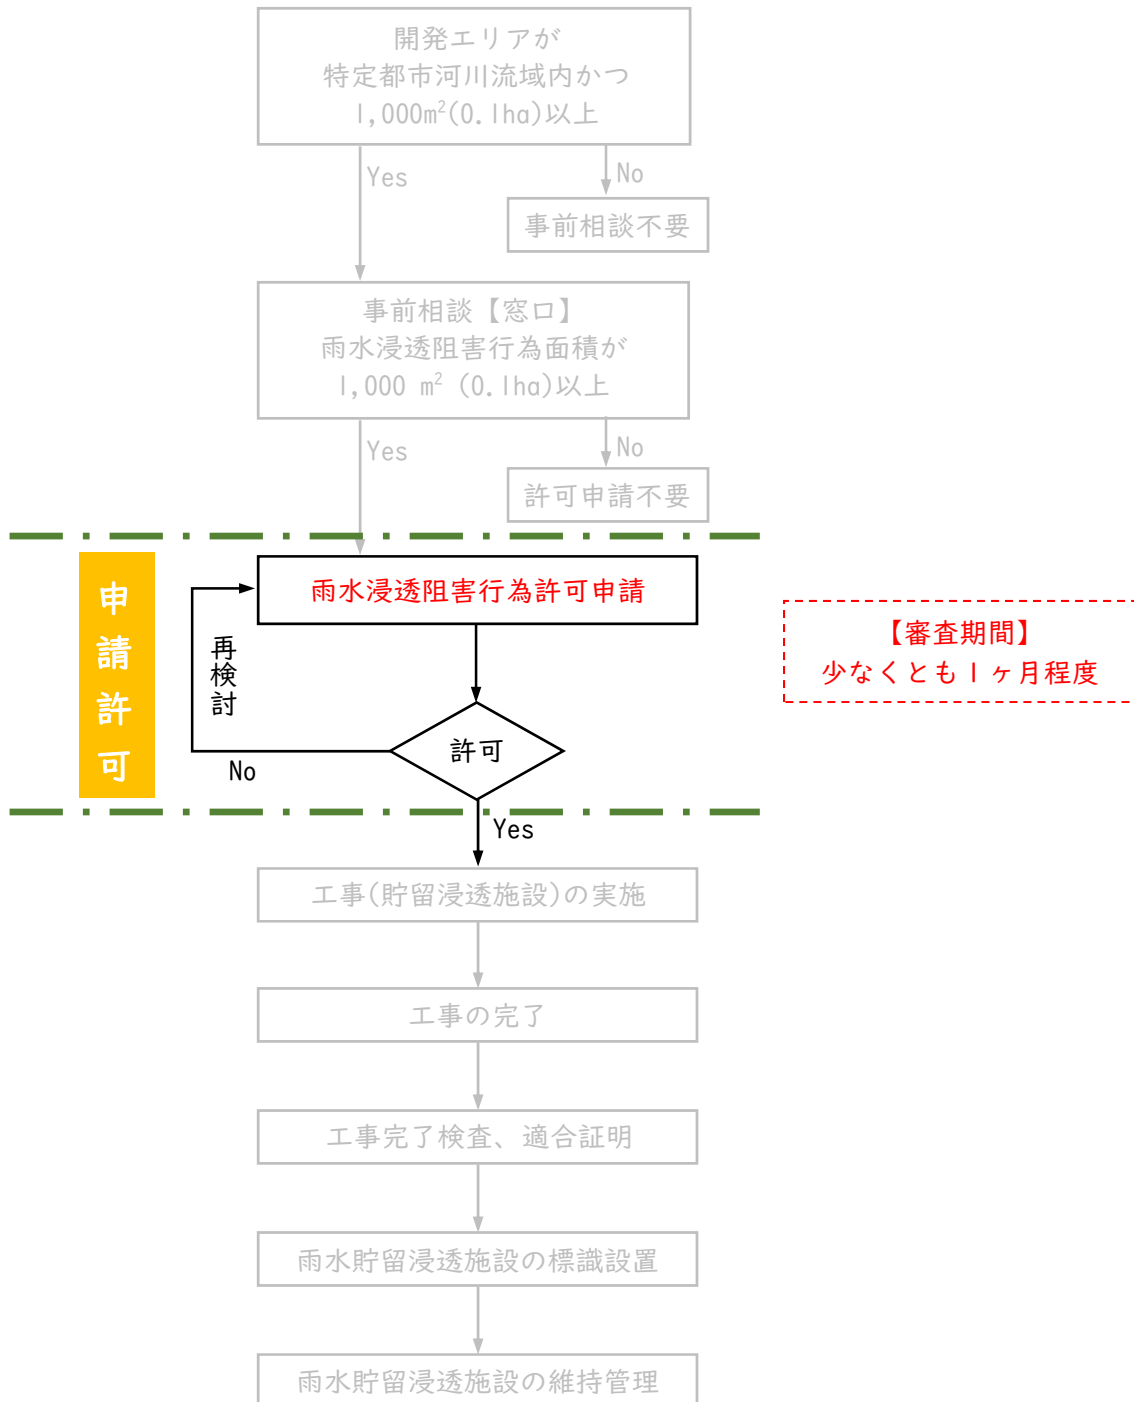 開発エリアが
特定都市河川流域内かつ
1,000m²(0.1ha)以上
Yes
No
事前相談不要
事前相談【窓口】
雨水浸透阻害行為面積が
1,000 m² (0.1ha)以上
Yes
No
許可申請不要
申請許可
雨水浸透阻害行為許可申請
再検討
【審査期間】
少なくとも1ヶ月程度
許可
No
Yes
工事(貯留浸透施設)の実施
工事の完了
工事完了検査、適合証明
雨水貯留浸透施設の標識設置
雨水貯留浸透施設の維持管理